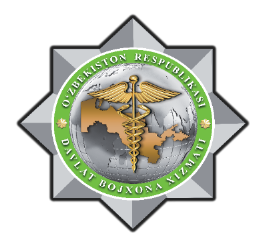 O'ZBEKISTON RESPUBLIKASI
DAVLAT BOJXONA XIZMATI